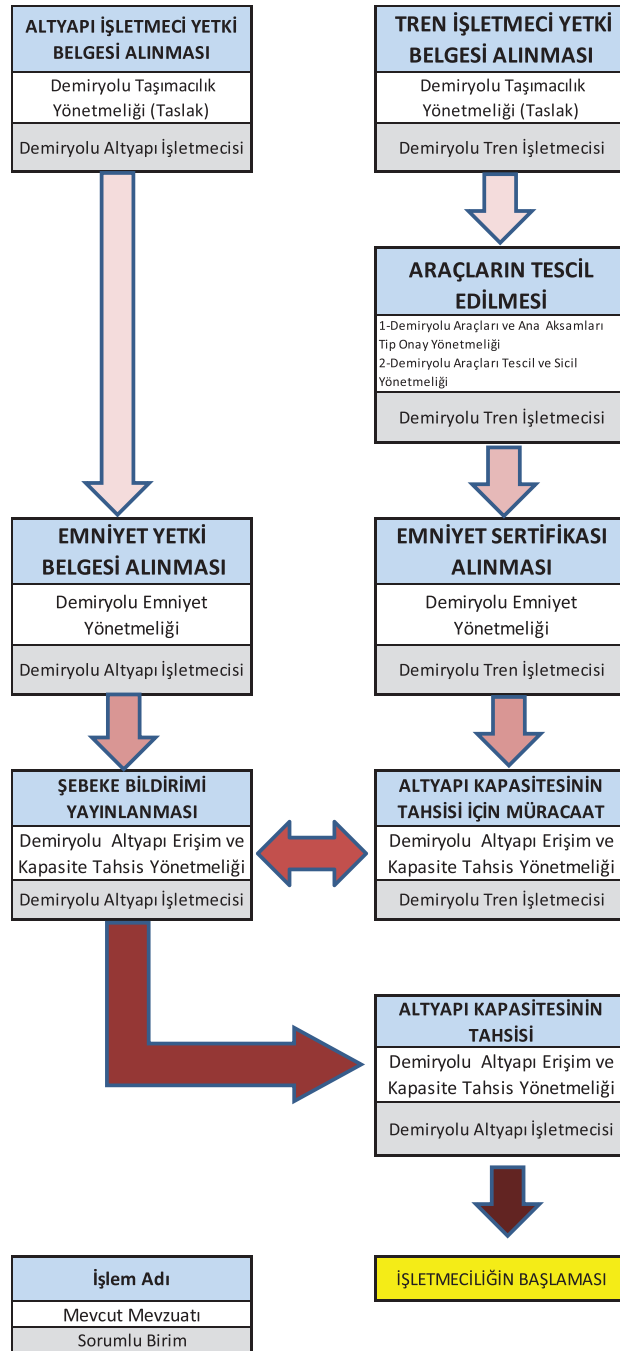 ALTYAPI İŞLETMECİ YETKİ
BELGESİ ALINMASI
Demiryolu Taşımacılık
Yönetmeliği (Taslak)
Demiryolu Altyapı İşletmecisi
TREN İŞLETMECİ YETKİ
BELGESİ ALINMASI
Demiryolu Taşımacılık
Yönetmeliği (Taslak)
Demiryolu Tren İşletmecisi
ARAÇLARIN TESCİL
EDİLMESİ
1-Demiryolu Araçları ve Ana Aksamları
Tip Onay Yönetmeliği
2-Demiryolu Araçları Tescil ve Sicil
Yönetmeliği
Demiryolu Tren İşletmecisi
EMNİYET YETKİ
BELGESİ ALINMASI
Demiryolu Emniyet
Yönetmeliği
Demiryolu Altyapı İşletmecisi
EMNİYET SERTİFİKASI
ALINMASI
Demiryolu Emniyet
Yönetmeliği
Demiryolu Tren İşletmecisi
ŞEBEKE BİLDİRİMİ
YAYINLANMASI
Demiryolu Altyapı Erişim ve
Kapasite Tahsis Yönetmeliği
Demiryolu Altyapı İşletmecisi
ALTYAPI KAPASİTESİNİN
TAHSİSİ İÇİN MÜRACAAT
Demiryolu Altyapı Erişim ve
Kapasite Tahsis Yönetmeliği
Demiryolu Tren İşletmecisi
ALTYAPI KAPASİTESİNİN
TAHSİSİ
Demiryolu Altyapı Erişim ve
Kapasite Tahsis Yönetmeliği
Demiryolu Altyapı İşletmecisi
İşlem Adı
Mevcut Mevzuatı
Sorumlu Birim
İŞLETMECİLİĞİN BAŞLAMASI